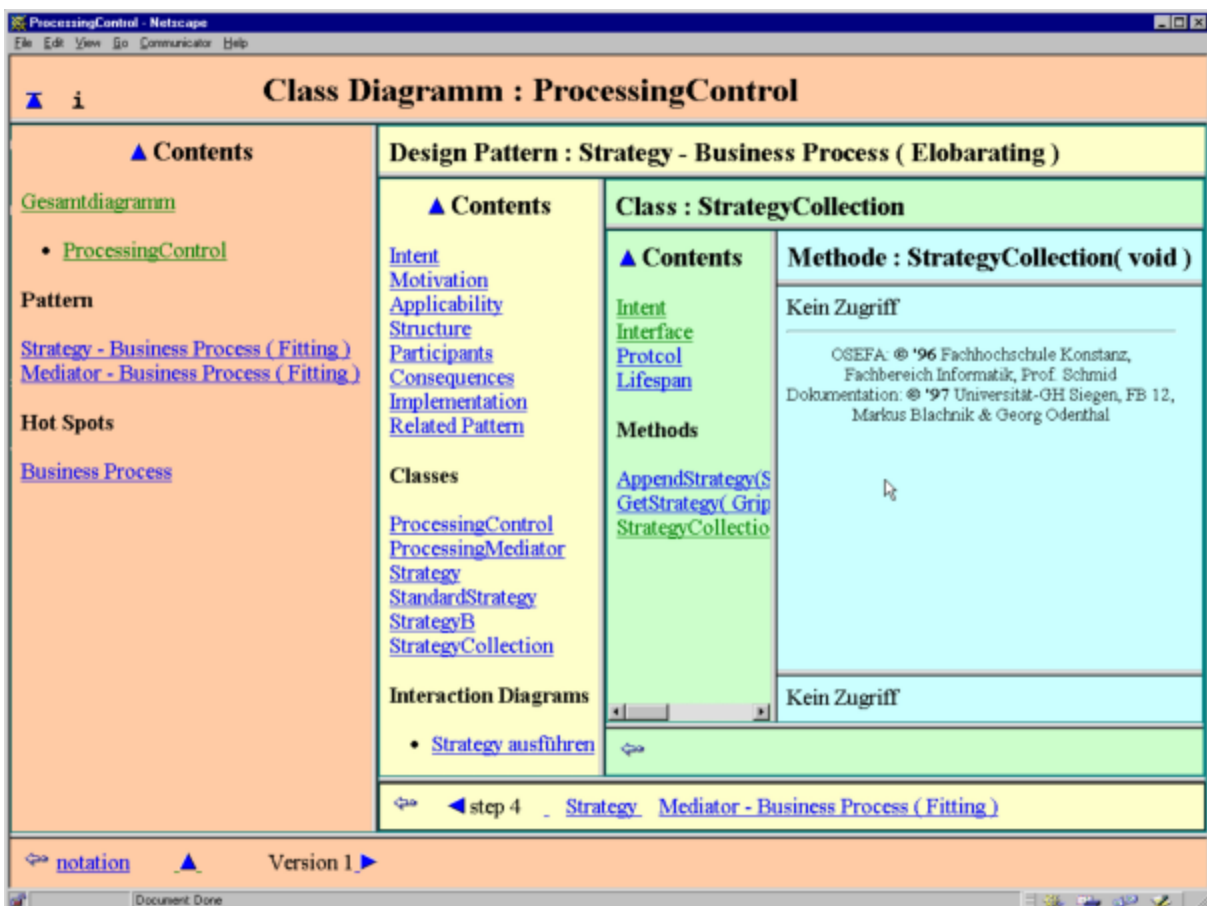 ProcessingControl - Netscape
File Edit View Go Communicator Help
i
Class Diagramm : ProcessingControl
Contents
Gesamtdiagramm
• ProcessingControl
Pattern
Strategy - Business Process ( Fitting )
Mediator - Business Process ( Fitting )
Hot Spots
Business Process
Design Pattern : Strategy - Business Process ( Elobarating )
Contents
Intent
Motivation
Applicability
Structure
Participants
Consequences
Implementation
Related Pattern
Classes
ProcessingControl
ProcessingMediator
Strategy
StandardStrategy
StrategyB
StrategyCollection
Interaction Diagrams
• Strategy ausführen
Class : StrategyCollection
Contents
Intent
Interface
Protcol
Lifespan
Methods
AppendStrategy(S
GetStrategy( Grip
StrategyCollectio
Methode : StrategyCollection( void )
Kein Zugriff
OSEFA: © '96 Fachhochschule Konstanz,
Fachbereich Informatik, Prof. Schmid
Dokumentation: © '97 Universität-GH Siegen, FB 12,
Markus Blachnik & Georg Odenthal
Kein Zugriff
step 4 Strategy Mediator - Business Process ( Fitting )
notation Version 1
Document Done